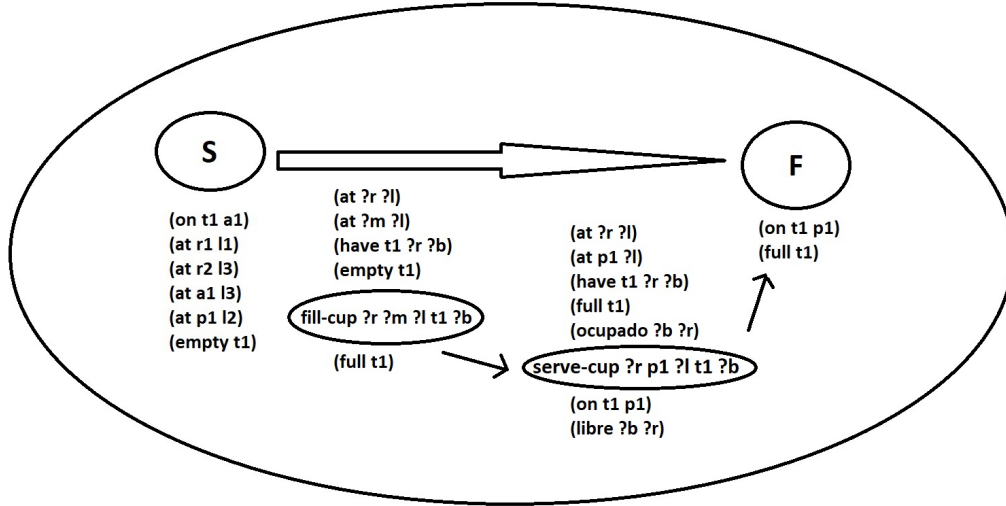 S
F
(on t1 a1)
(at r1 l1)
(at r2 l3)
(at a1 l3)
(at p1 l2)
(empty t1)
(at ?r ?l)
(at ?m ?l)
(have t1 ?r ?b)
(empty t1)
fill-cup ?r ?m ?l t1 ?b
(full t1)
(at ?r ?l)
(at p1 ?l)
(have t1 ?r ?b)
(full t1)
(ocupado ?b ?r)
serve-cup ?r p1 ?l t1 ?b
(on t1 p1)
(libre ?b ?r)
(on t1 p1)
(full t1)